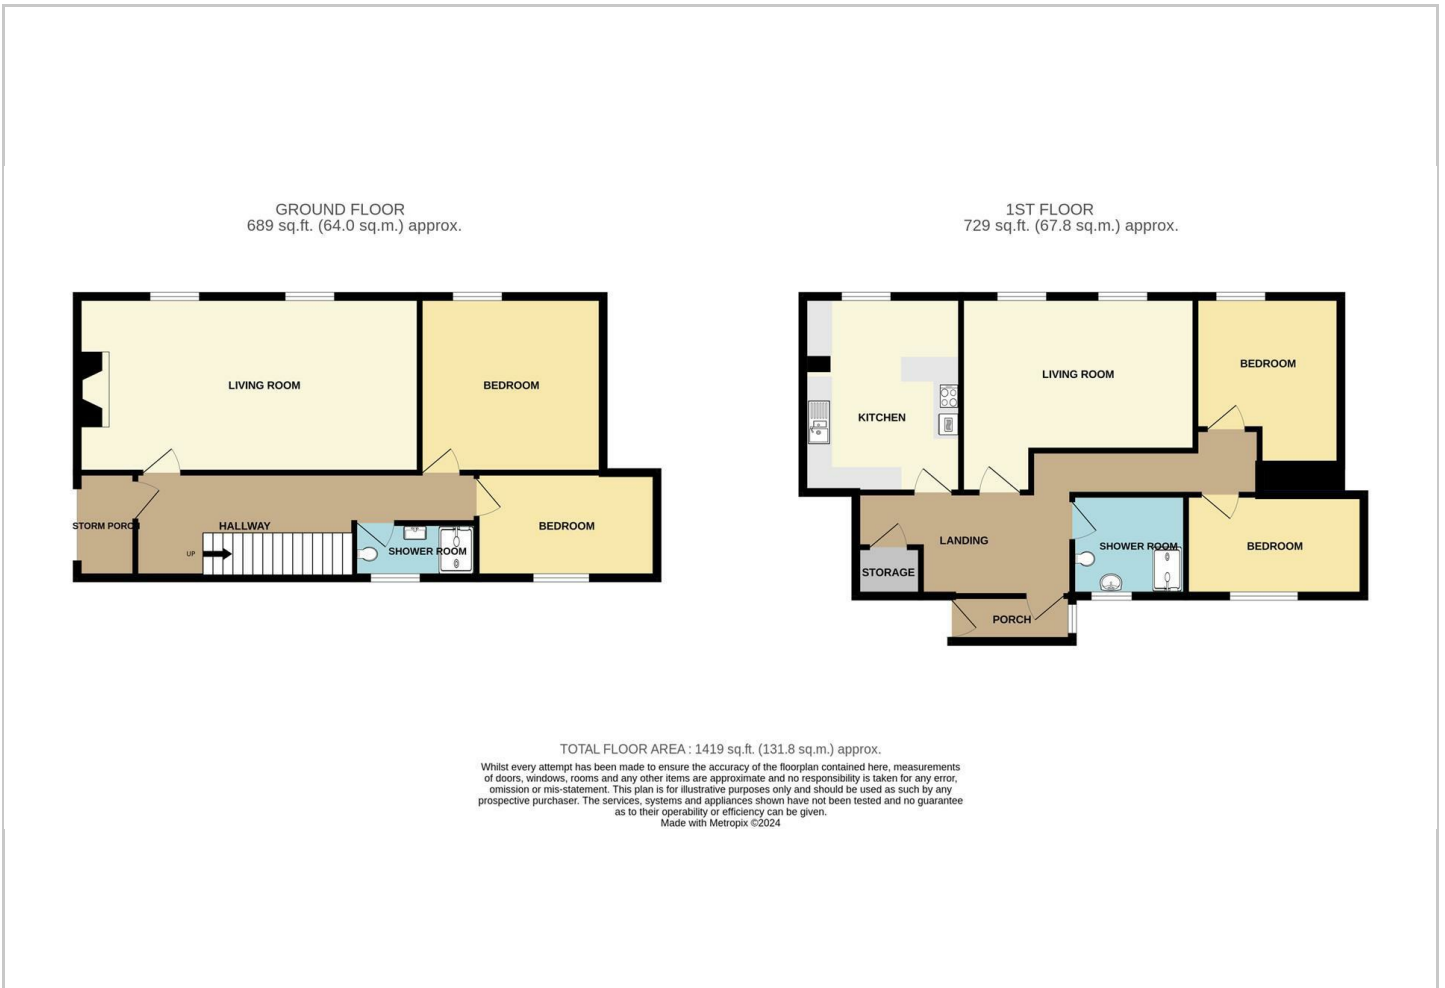 GROUND FLOOR
689 sq.ft. (64.0 sq.m.) approx.
1ST FLOOR
729 sq.ft. (67.8 sq.m.) approx.
LIVING ROOM
BEDROOM
STORM PORCH
HALLWAY
UP
SHOWER ROOM
BEDROOM
KITCHEN
LIVING ROOM
BEDROOM
LANDING
STORAGE
SHOWER ROOM
BEDROOM
PORCH
TOTAL FLOOR AREA : 1419 sq.ft. (131.8 sq.m.) approx.
Whilst every attempt has been made to ensure the accuracy of the floorplan contained here, measurements
of doors, windows, rooms and any other items are approximate and no responsibility is taken for any error,
omission or mis-statement. This plan is for illustrative purposes only and should be used as such by any
prospective purchaser. The services, systems and appliances shown have not been tested and no guarantee
as to their operability or efficiency can be given.
Made with Metropix ©2024